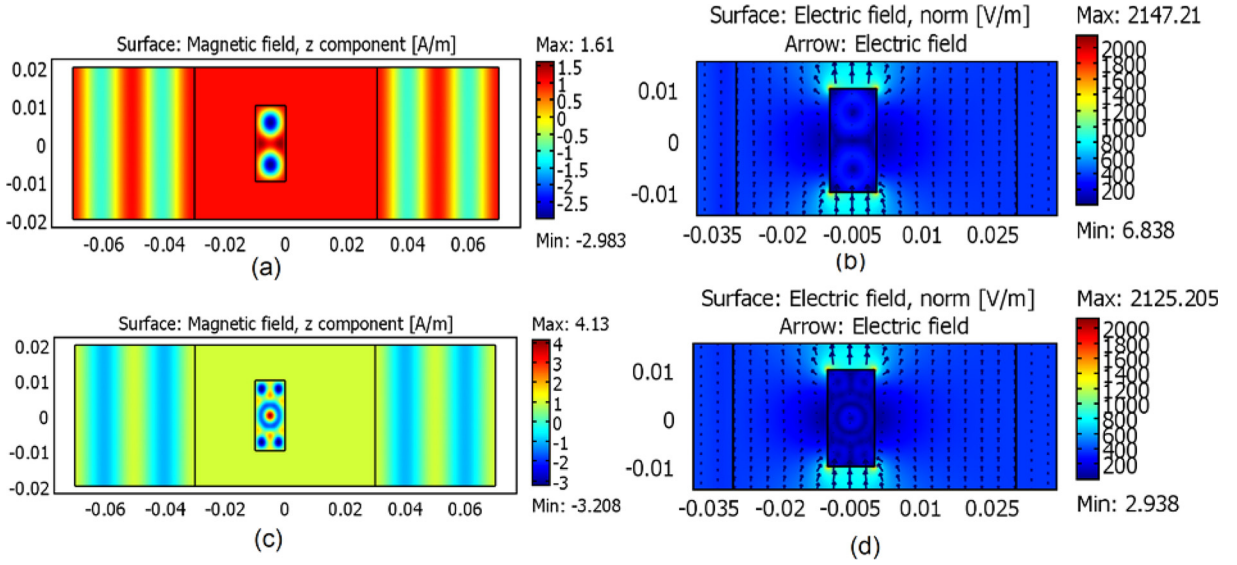 Surface: Magnetic field, z component [A/m]
Max: 1.61
0.02
0.01
0
-0.01
-0.02
-0.06 -0.04 -0.02 0 0.02 0.04 0.06
1.5
1
0.5
0
-0.5
-1
-1.5
-2
-2.5
Min: -2.983
(a)
Surface: Electric field, norm [V/m]
Arrow: Electric field
Max: 2147.21
0.01
0
-0.01
-0.035 -0.02 -0.005 0.01 0.025
2000
1800
1600
1400
1200
1000
800
600
400
200
Min: 6.838
(b)
Surface: Magnetic field, z component [A/m]
Max: 4.13
0.02
0.01
0
-0.01
-0.02
-0.06 -0.04 -0.02 0 0.02 0.04 0.06
4
3
2
1
0
-1
-2
-3
Min: -3.208
(c)
Surface: Electric field, norm [V/m]
Arrow: Electric field
Max: 2125.205
0.01
0
-0.01
-0.035 -0.02 -0.005 0.01 0.025
2000
1800
1600
1400
1200
1000
800
600
400
200
Min: 2.938
(d)